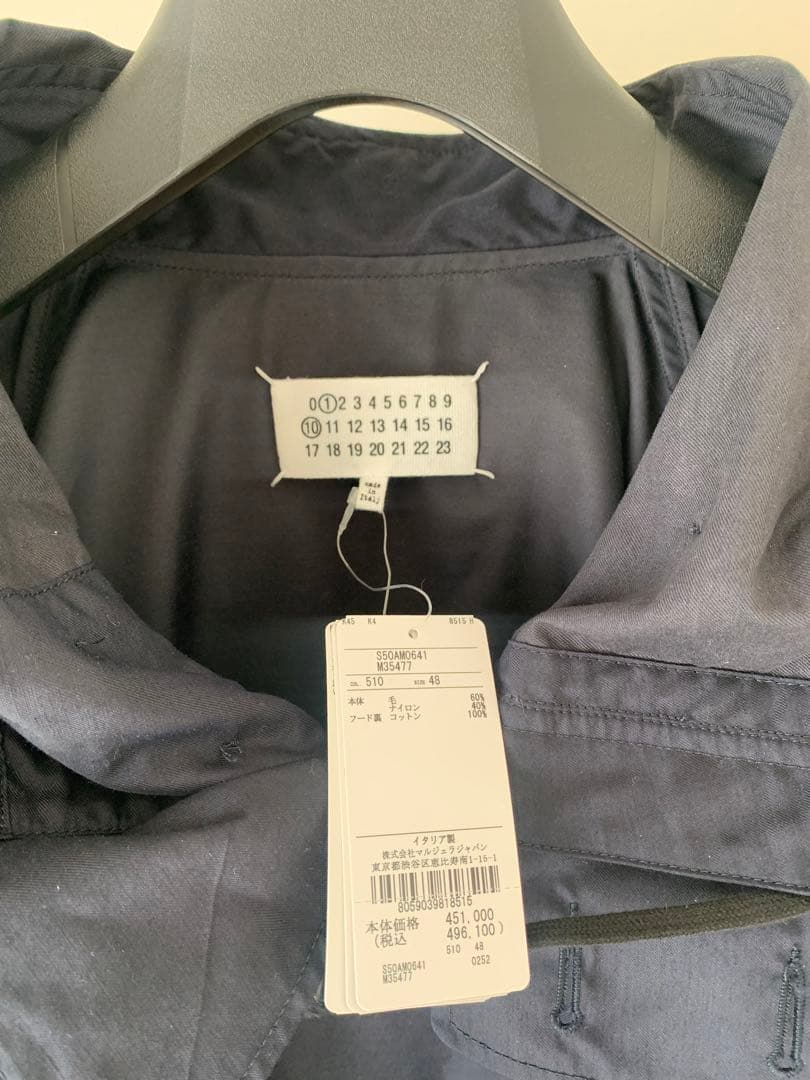 0 1 2 3 4 5 6 7 8 9
10 11 12 13 14 15 16
17 18 19 20 21 22 23
made
in
Italy
K45 K4 8515 H
S50AM0641
M35477
COL. 510 SIZE 48
本体 毛 60%
ナイロン 40%
フード裏 コットン 100%
イタリア製
株式会社マルジェラジャパン
東京都渋谷区恵比寿南1-15-1
8059039818515
本体価格 451,000
(税込 496,100)
510 48
S50AM0641 0252
M35477